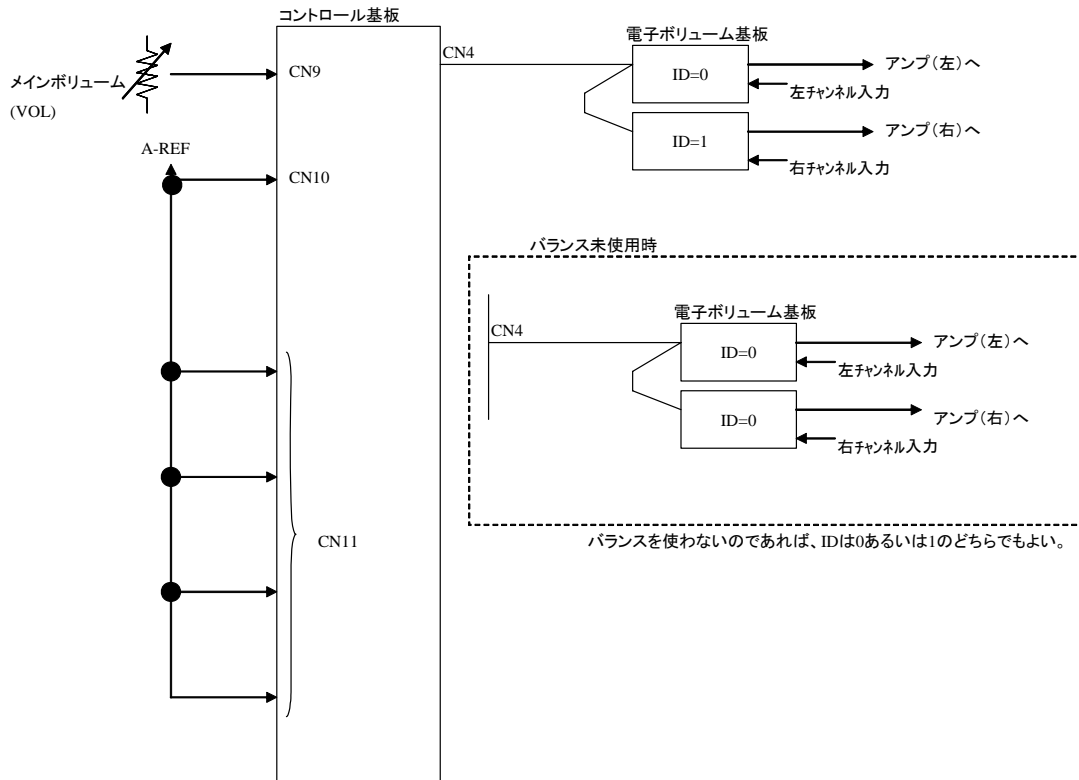 コントロール基板
メインボリューム
(VOL)
CN9
A-REF
CN10
CN11
CN4
電子ボリューム基板
ID=0
アンプ(左)へ
左チャンネル入力
ID=1
アンプ(右)へ
右チャンネル入力
バランス未使用時
CN4
電子ボリューム基板
ID=0
アンプ(左)へ
左チャンネル入力
ID=0
アンプ(右)へ
右チャンネル入力
バランスを使わないのであれば、IDは0あるいは1のどちらでもよい。